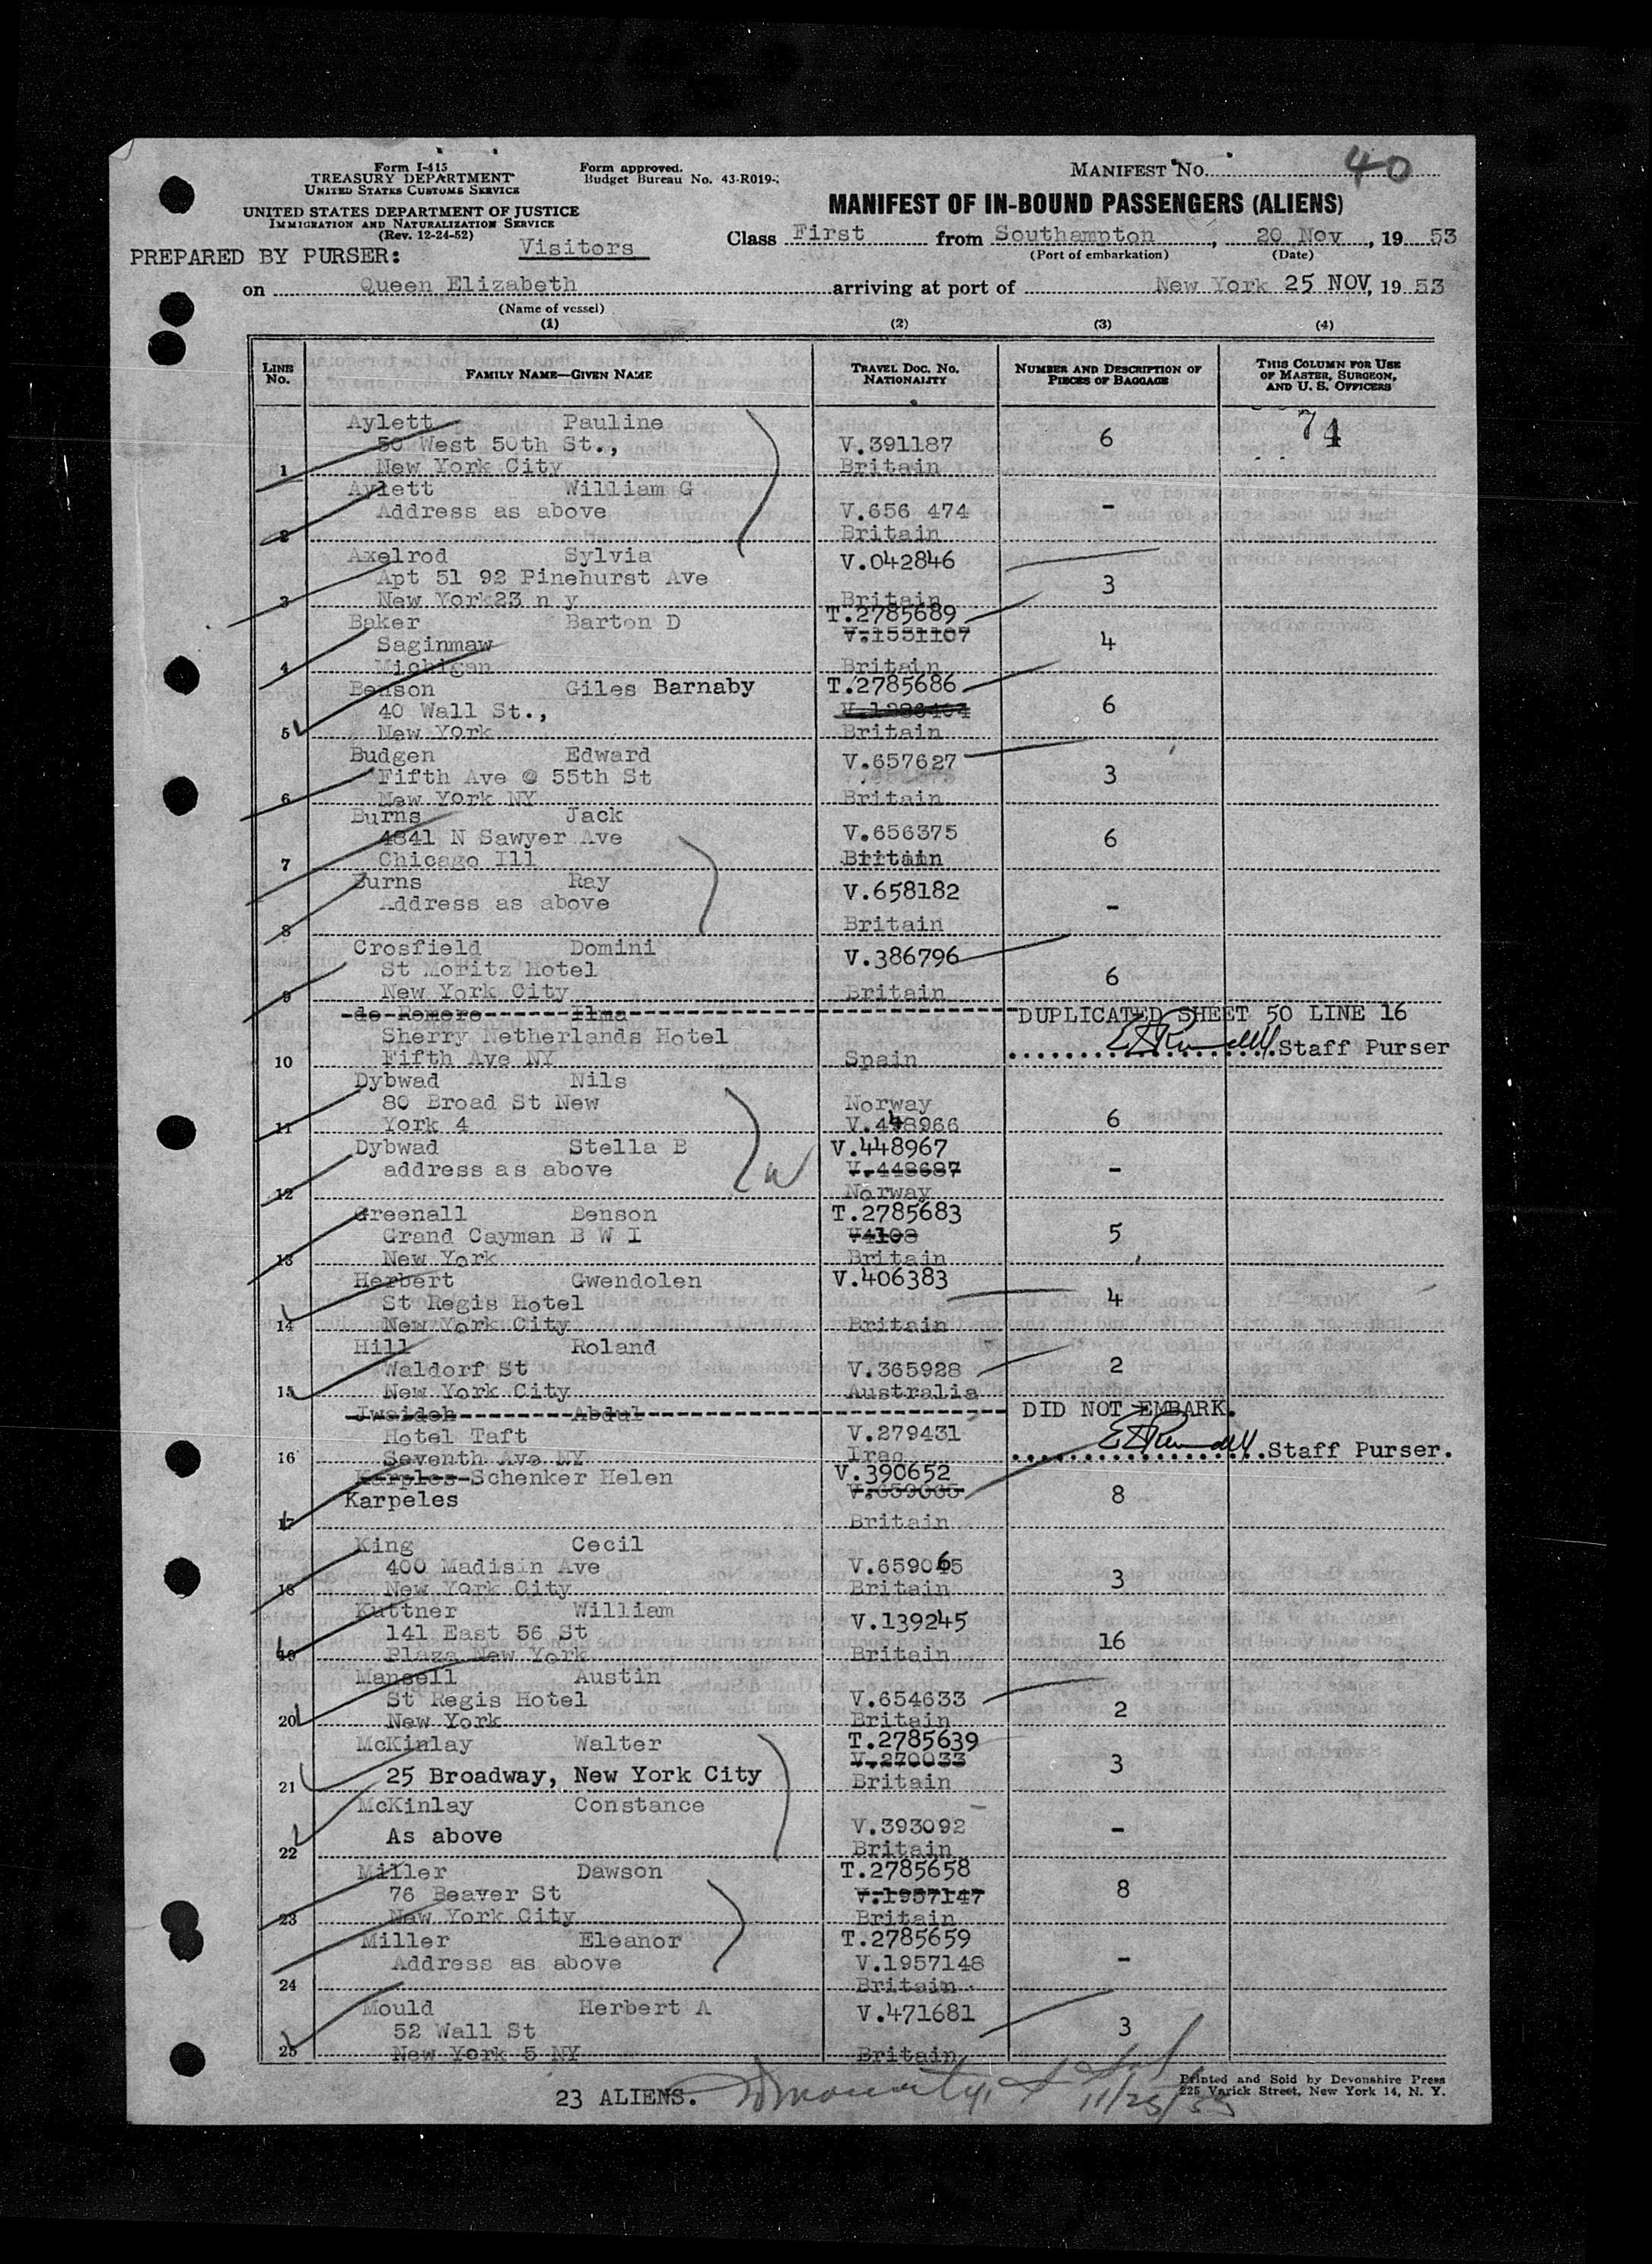 Form I-415
TREASURY DEPARTMENT
UNITED STATES CUSTOMS SERVICE
Form approved.
Budget Bureau No. 43-R019-
MANIFEST No. 40
UNITED STATES DEPARTMENT OF JUSTICE
IMMIGRATION AND NATURALIZATION SERVICE
(Rev. 12-24-52)
MANIFEST OF IN-BOUND PASSENGERS (ALIENS)
PREPARED BY PURSER: Visitors
Class First from Southampton, 20 Nov, 1953
(Port of embarkation) (Date)
on Queen Elizabeth arriving at port of New York 25 NOV, 1953
(Name of vessel)
(1) (2) (3) (4)
LINE No. FAMILY NAME—GIVEN NAME TRAVEL DOC. NO. NATIONALITY NUMBER AND DESCRIPTION OF PIECES OF BAGGAGE THIS COLUMN FOR USE OF MASTER, SURGEON, AND U. S. OFFICERS
Aylett Pauline 74
50 West 50th St., V.391187 6
1 New York City Britain
Aylett William G
Address as above V.656 474 -
2 Britain
Axelrod Sylvia V.042846
Apt 51 92 Pinehurst Ave 3
3 New York23 n y Britain
Baker Barton D T.2785689
Saginmaw V.1551107 4
4 Michigan Britain
Benson Giles Barnaby T.2785686
40 Wall St., 6
5 New York Britain
Budgen Edward V.657627
Fifth Ave @ 55th St 3
6 New York NY Britain
Burns Jack
4841 N Sawyer Ave V.656375 6
7 Chicago Ill Britain
Burns Ray V.658182
Address as above -
8 Britain
Crosfield Domini V.386796
St Moritz Hotel 6
9 New York City Britain
de Romero Ilma DUPLICATED SHEET 50 LINE 16
Sherry Netherlands Hotel Staff Purser
10 Fifth Ave NY Spain
Dybwad Nils
80 Broad St New Norway 6
11 York 4 V.448966
Dybwad Stella B V.448967
address as above V.448687 -
12 Norway
Greenall Benson T.2785683
Grand Cayman B W I V4108 5
13 New York Britain
Herbert Gwendolen V.406383
St Regis Hotel 4
14 New York City Britain
Hill Roland
Waldorf St V.365928 2
15 New York City Australia
Jwaideh Abdul DID NOT EMBARK.
Hotel Taft V.279431
16 Seventh Ave NY Iraq Staff Purser.
Karples-Schenker Helen V.390652
Karpeles V.659065 8
17 Britain
King Cecil
400 Madisin Ave V.659065 3
18 New York City Britain
Kuttner William V.139245
141 East 56 St 16
19 Plaza New York Britain
Mansell Austin
St Regis Hotel V.654633 2
20 New York Britain
McKinlay Walter T.2785639
V.270033 3
21 25 Broadway, New York City Britain
McKinlay Constance
As above V.393092 -
22 Britain
Miller Dawson T.2785658
76 Beaver St V.1957147 8
23 New York City Britain
Miller Eleanor T.2785659
Address as above V.1957148 -
24 Britain
Mould Herbert A V.471681
52 Wall St 3
25 New York 5 NY Britain
23 ALIENS. 11/25/53
Printed and Sold by Devonshire Press
225 Varick Street, New York 14, N. Y.